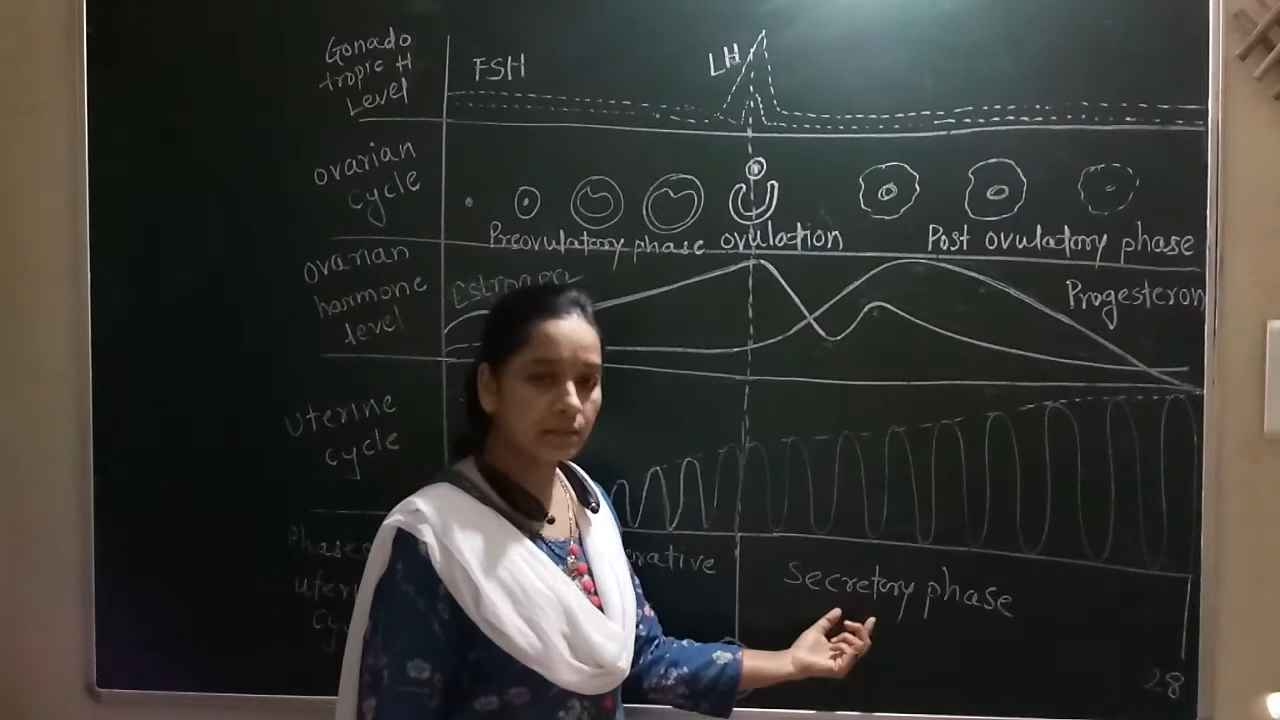 Gonado
tropic H
Level
FSH
LH
ovarian
cycle
Preovulatory phase
ovulation
Post ovulatory phase
ovarian
hormone
level
Estrogen
Progesteron
uterine
cycle
Secretory phase
28